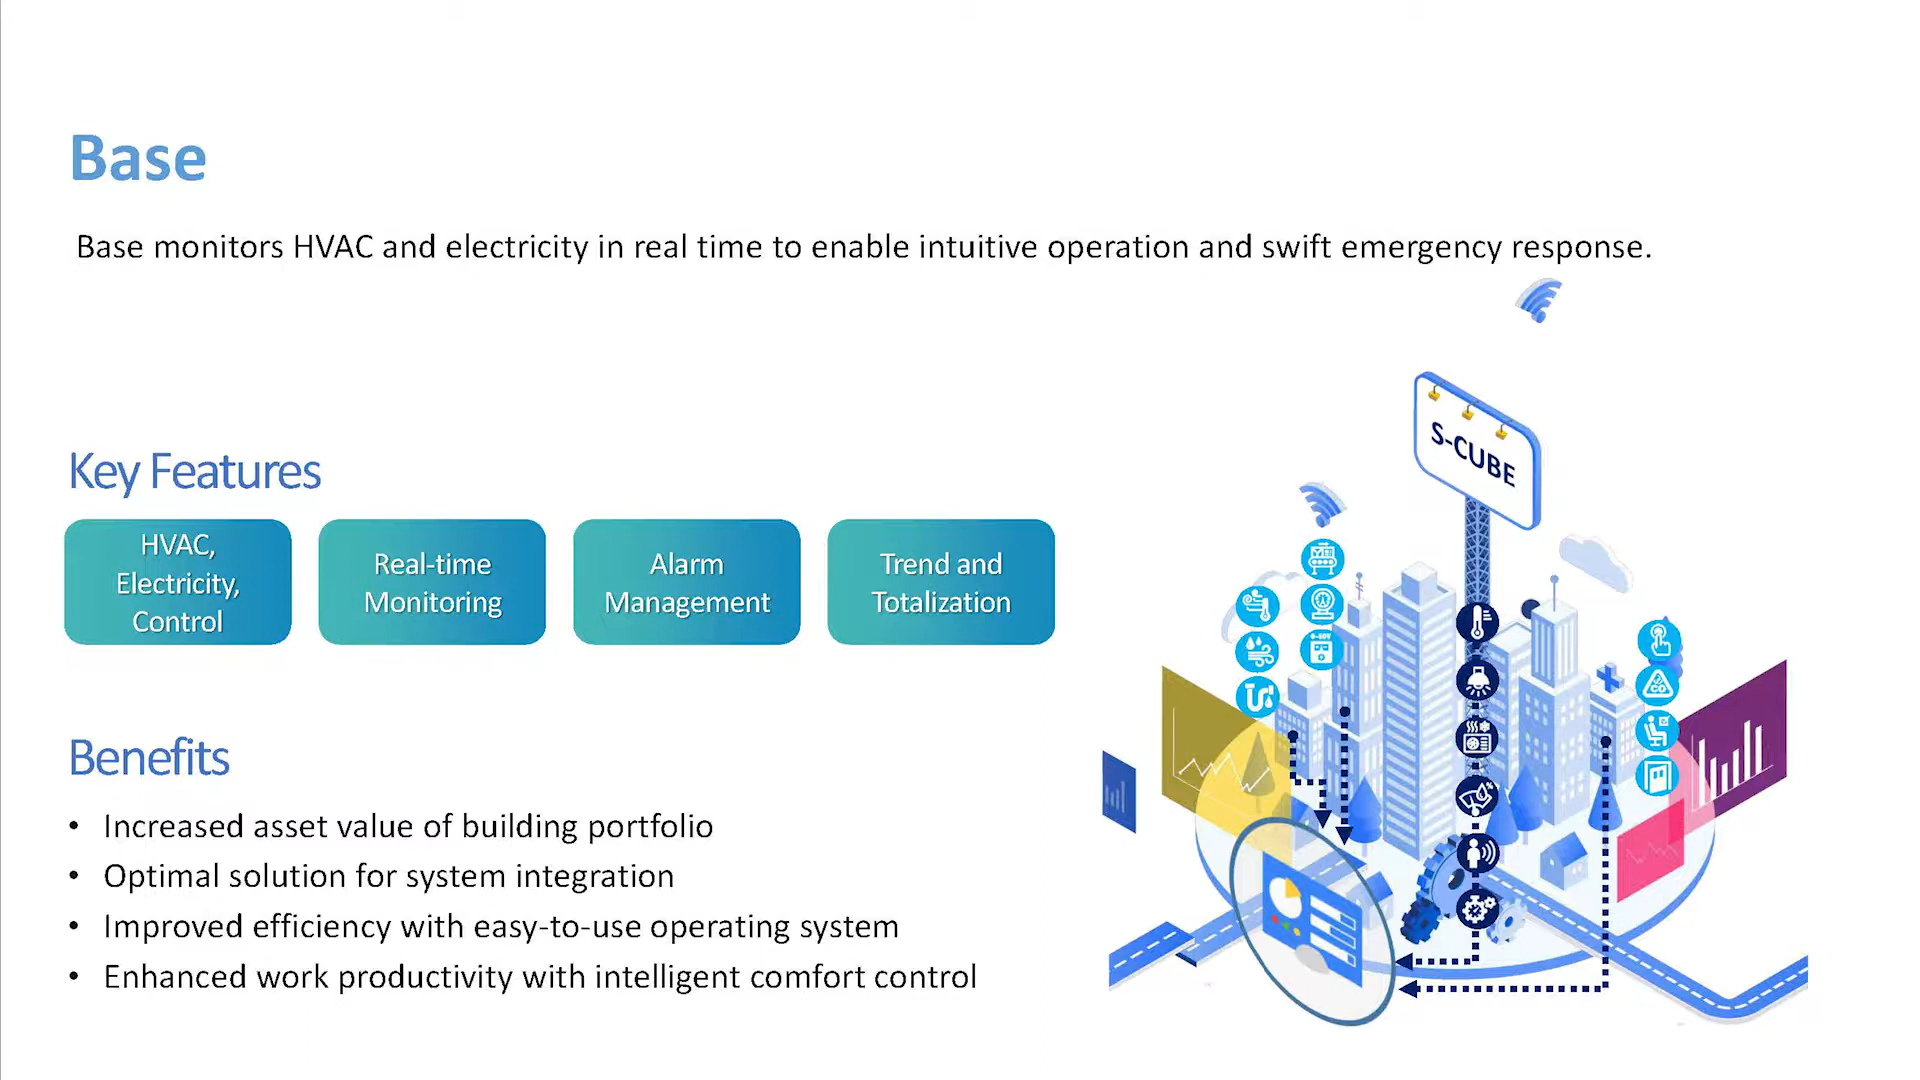 Base
Base monitors HVAC and electricity in real time to enable intuitive operation and swift emergency response.
S-CUBE
Key Features
HVAC,
Electricity,
Control
Real-time
Monitoring
Alarm
Management
Trend and
Totalization
Benefits
• Increased asset value of building portfolio
• Optimal solution for system integration
• Improved efficiency with easy-to-use operating system
• Enhanced work productivity with intelligent comfort control
CO